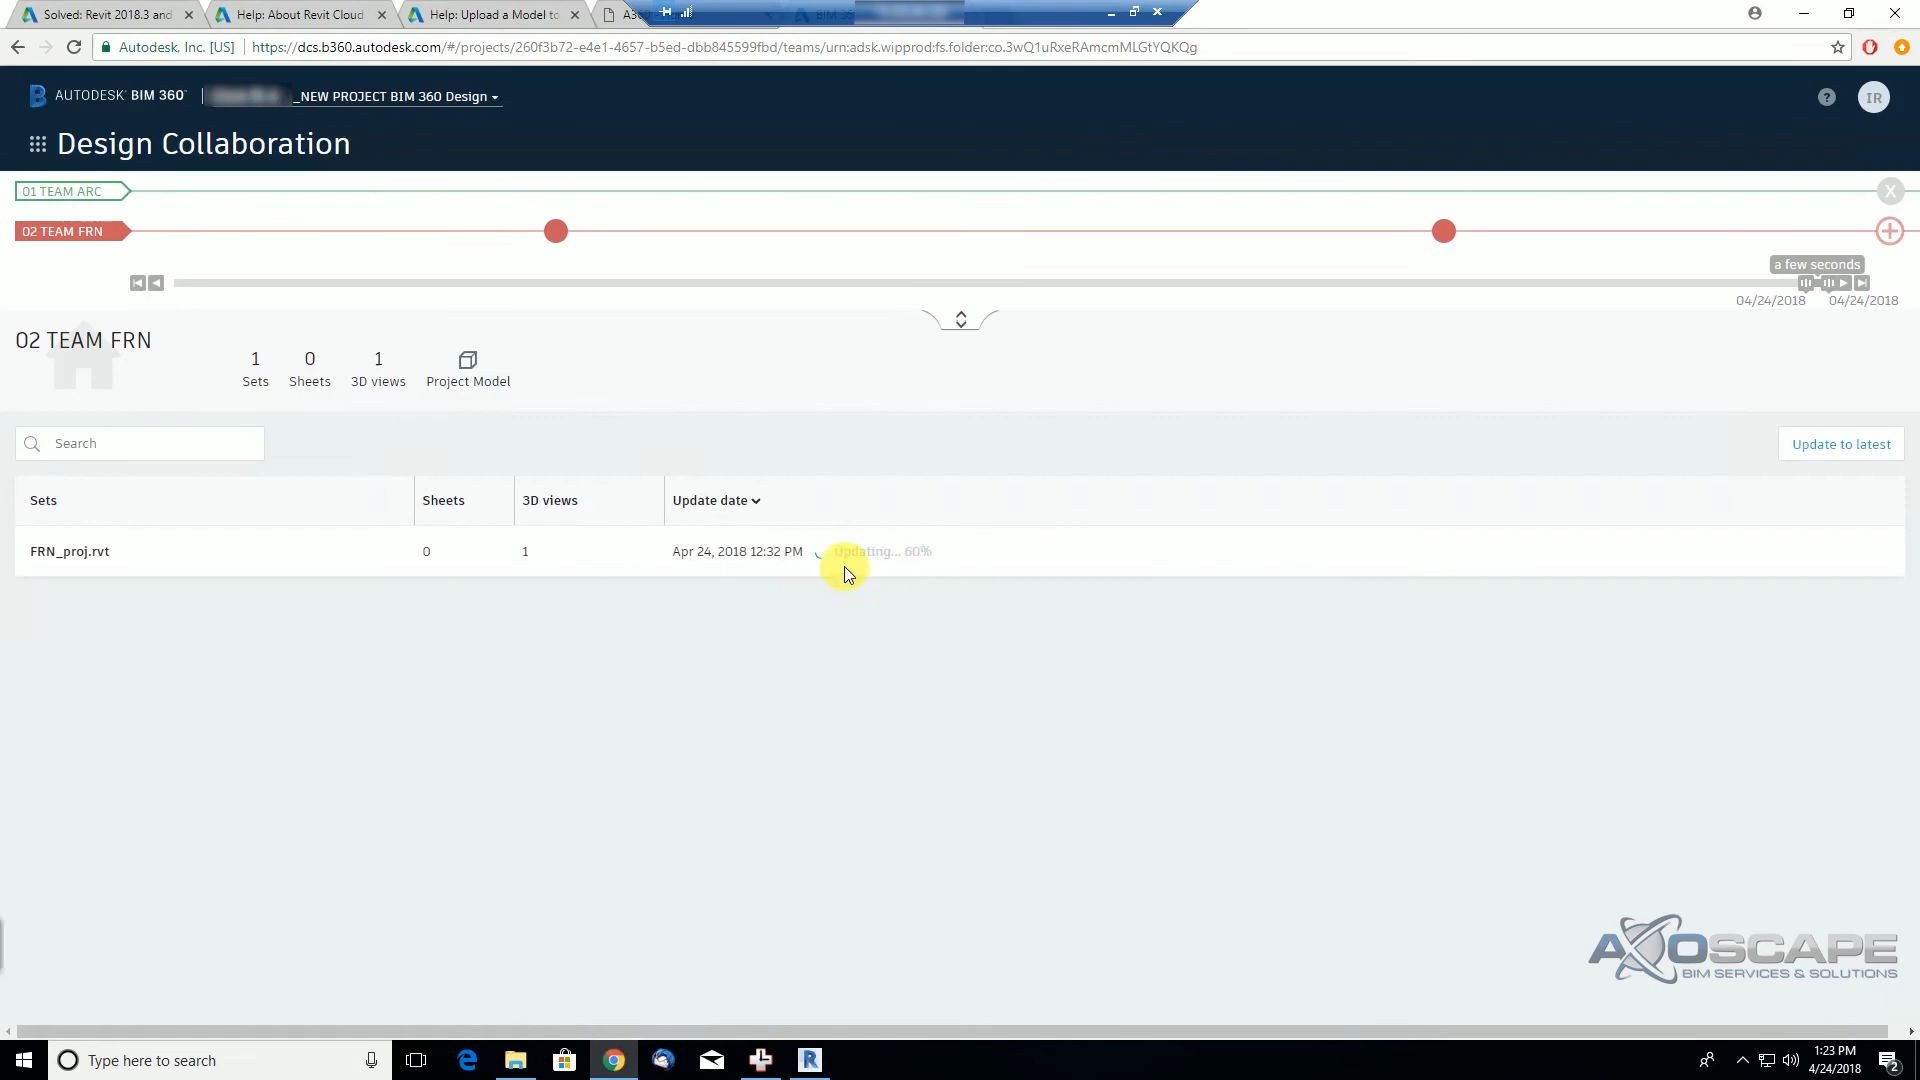 Solved: Revit 2018.3 and
Help: About Revit Cloud
Help: Upload a Model to
A360
BIM 36
Autodesk, Inc. [US]
https://dcs.b360.autodesk.com/#/projects/260f3b72-e4e1-4657-b5ed-dbb845599fbd/teams/urn:adsk.wipprod:fs.folder:co.3wQ1uRxeRAmcmMLGtYQKQg
AUTODESK® BIM 360™
_NEW PROJECT BIM 360 Design
?
IR
Design Collaboration
01 TEAM ARC
X
02 TEAM FRN
a few seconds
04/24/2018
04/24/2018
02 TEAM FRN
1
0
1
Sets
Sheets
3D views
Project Model
Search
Update to latest
Sets
Sheets
3D views
Update date
FRN_proj.rvt
0
1
Apr 24, 2018 12:32 PM
Updating... 60%
AXOSCAPE
BIM SERVICES & SOLUTIONS
Type here to search
1:23 PM
4/24/2018
2